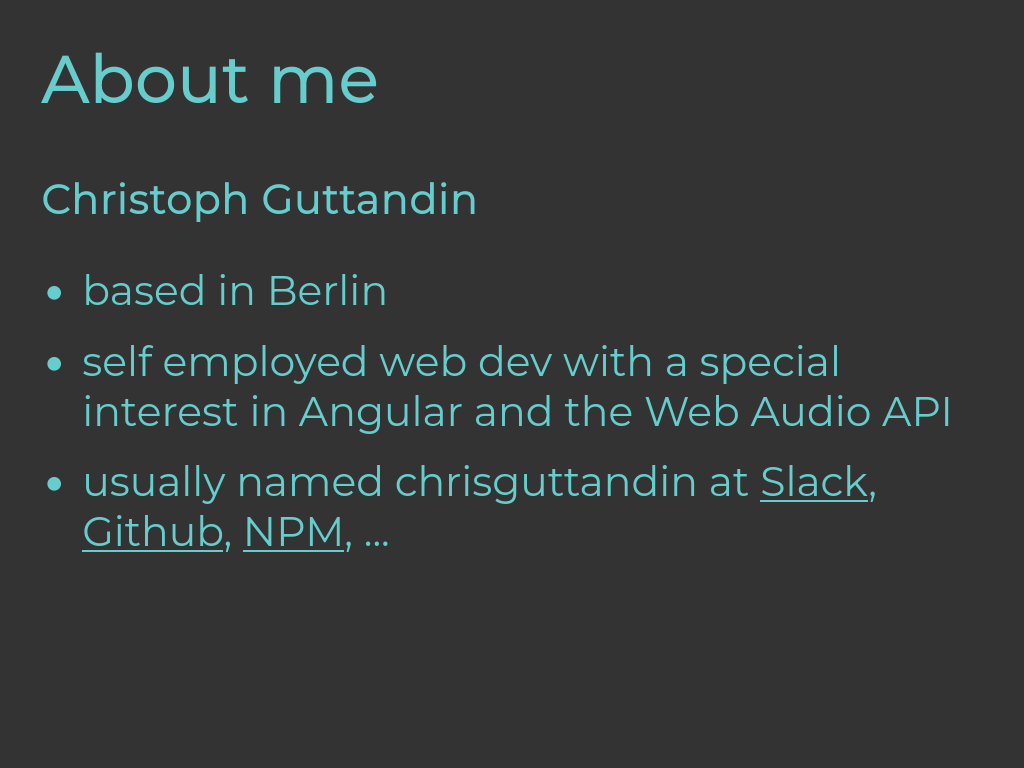 About me
Christoph Guttandin
• based in Berlin
• self employed web dev with a special
interest in Angular and the Web Audio API
• usually named chrisguttandin at Slack,
Github, NPM, ...